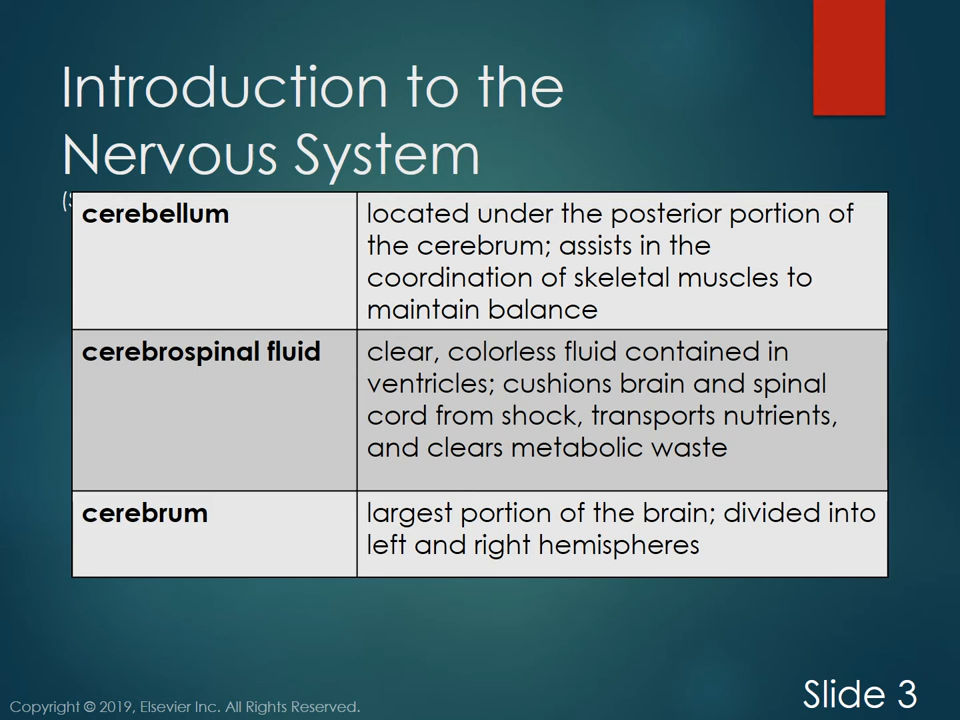 Introduction to the
Nervous System
cerebellum
located under the posterior portion of
the cerebrum; assists in the
coordination of skeletal muscles to
maintain balance
cerebrospinal fluid
clear, colorless fluid contained in
ventricles; cushions brain and spinal
cord from shock, transports nutrients,
and clears metabolic waste
cerebrum
largest portion of the brain; divided into
left and right hemispheres
Copyright © 2019, Elsevier Inc. All Rights Reserved.
Slide 3